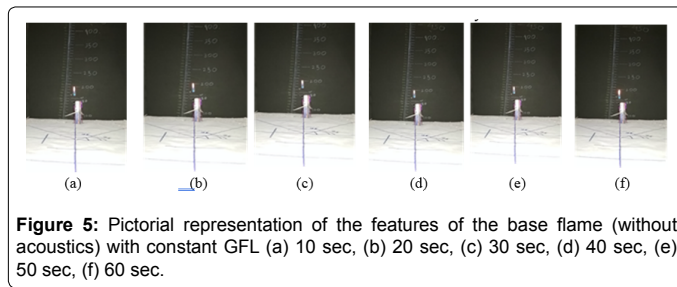 (a) (b) (c) (d) (e) (f)
Figure 5: Pictorial representation of the features of the base flame (without
acoustics) with constant GFL (a) 10 sec, (b) 20 sec, (c) 30 sec, (d) 40 sec, (e)
50 sec, (f) 60 sec.